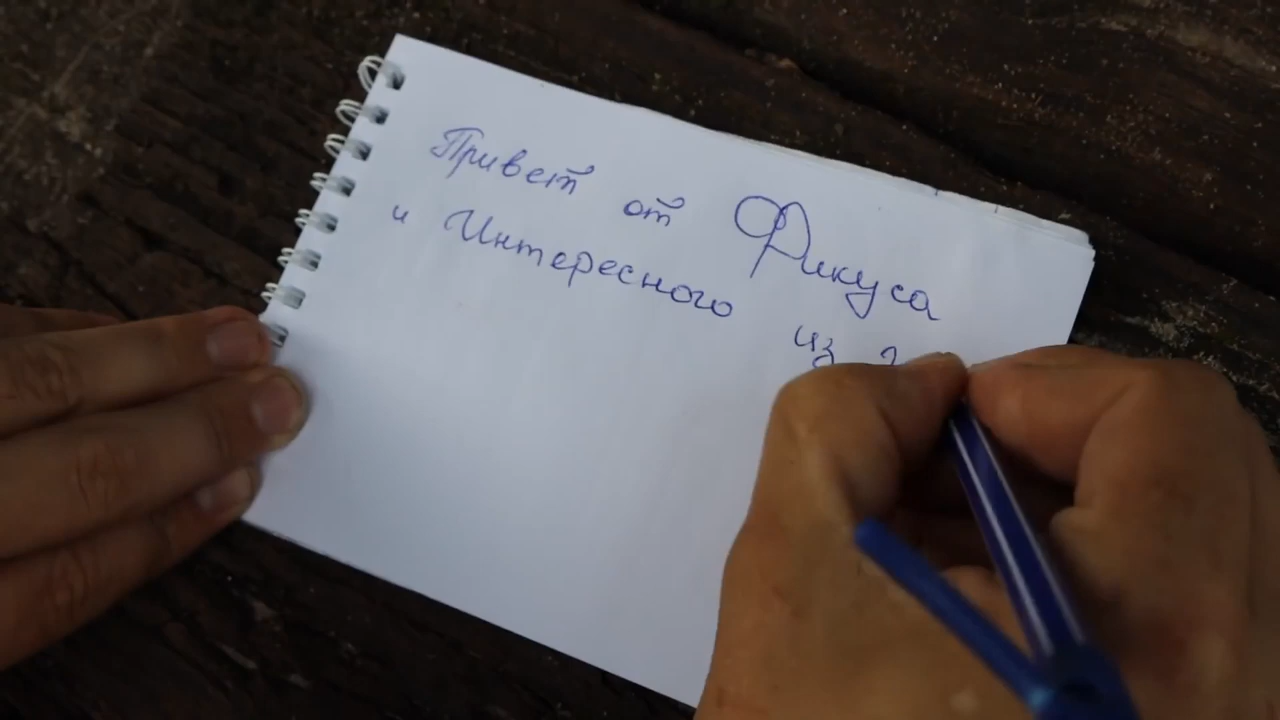 Привет от Фикуса
и Интересного из